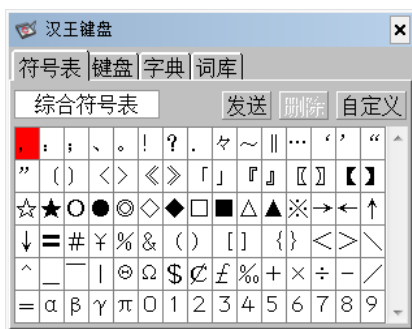 汉王键盘
符号表 键盘 字典 词库
综合符号表 发送 删除 自定义
， ： ； 、 。 ！ ？ . 々 ～ ‖ … ‘ ’ “
” （ ） 〈 〉 《 》 「 」 『 』 〖 〗 【 】
☆ ★ ○ ● ◎ ◇ ◆ □ ■ △ ▲ ※ → ← ↑
↓ 〓 # ￥ % & ( ) [ ] { } < > \
^ _ ￣ | ⊙ Ω $ ₡ £ ‰ + × ÷ - /
= α β γ π 0 1 2 3 4 5 6 7 8 9